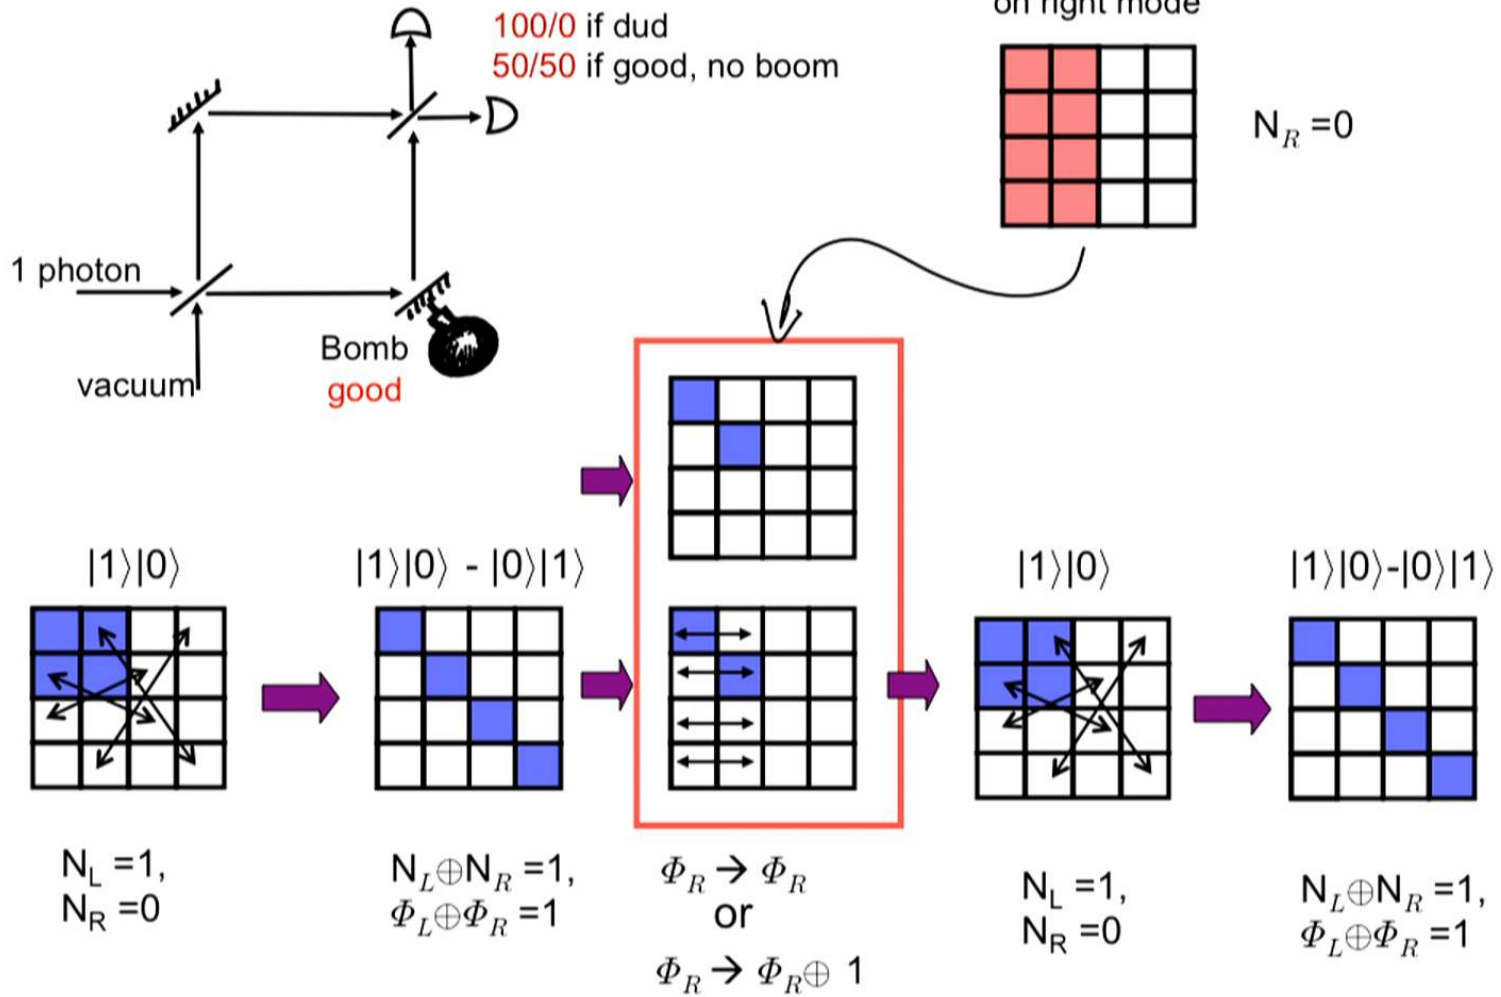 on right mode
100/0 if dud
50/50 if good, no boom
N_R =0
1 photon
Bomb
good
vacuum
|1⟩|0⟩
|1⟩|0⟩ - |0⟩|1⟩
|1⟩|0⟩
|1⟩|0⟩-|0⟩|1⟩
N_L =1,
N_R =0
N_L⊕N_R =1,
Φ_L⊕Φ_R =1
Φ_R → Φ_R
or
Φ_R → Φ_R⊕ 1
N_L =1,
N_R =0
N_L⊕N_R =1,
Φ_L⊕Φ_R =1